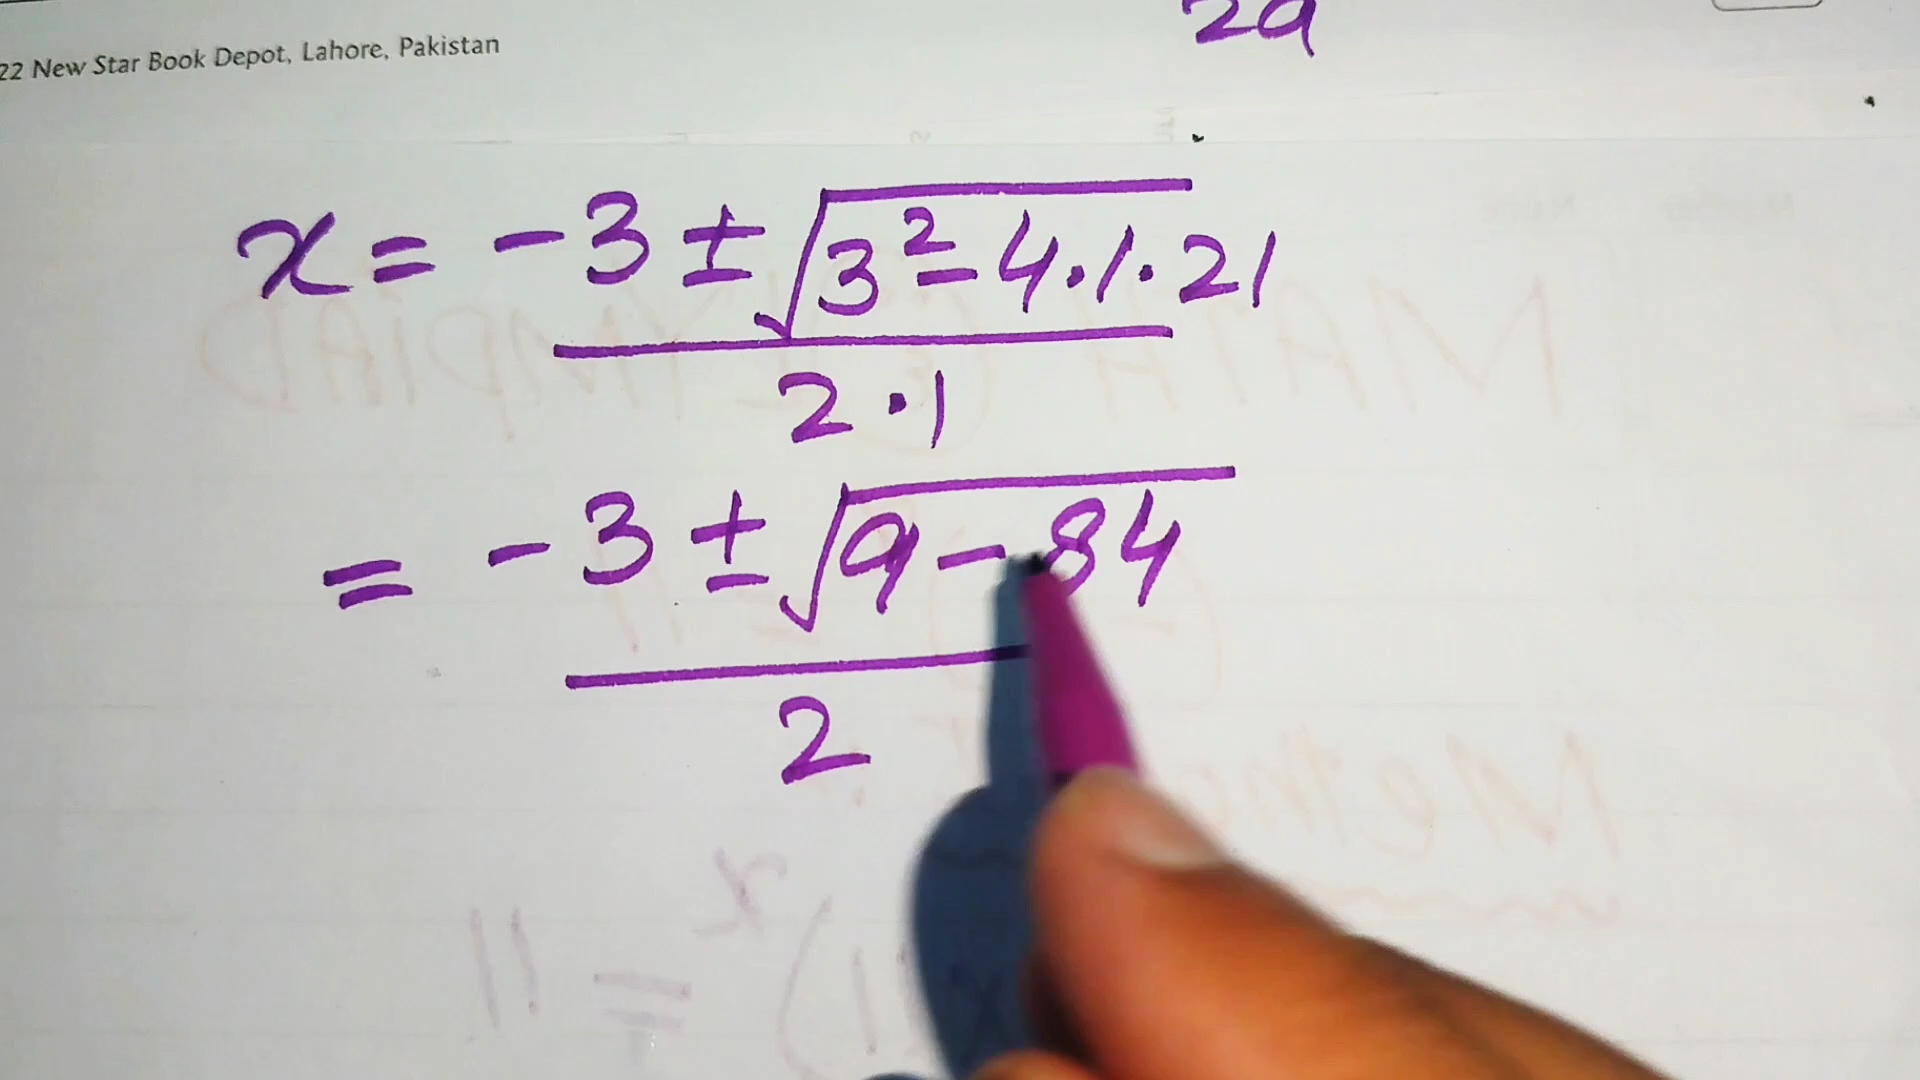 22 New Star Book Depot, Lahore, Pakistan
2a
x = -3 ± √3² - 4.1.21
2.1
= -3 ± √9 - 84
2